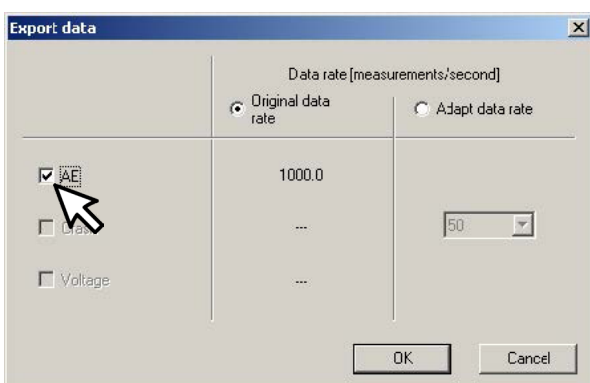 Export data
Data rate [measurements/second]
Original data
rate
Adapt data rate
AE
1000.0
---
50
Voltage
---
OK
Cancel